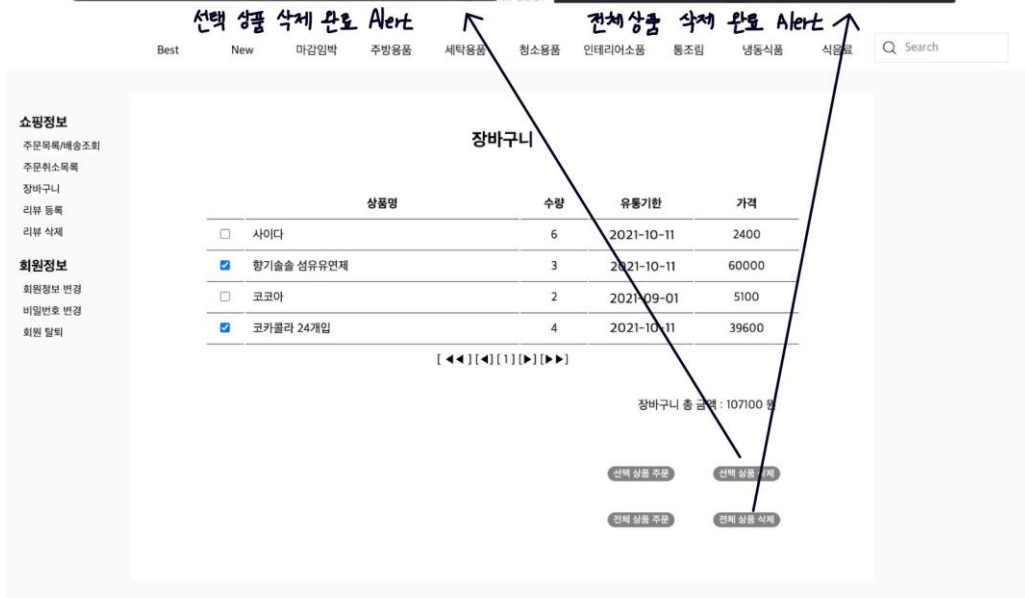 선택 상품 삭제 완료 Alert 전체상품 삭제 완료 Alert
Best New 마감임박 주방용품 세탁용품 청소용품 인테리어소품 통조림 냉동식품 식음료 Search
쇼핑정보
주문목록/배송조회
주문취소목록
장바구니
리뷰 등록
리뷰 삭제
회원정보
회원정보 변경
비밀번호 변경
회원 탈퇴
장바구니
상품명 수량 유통기한 가격
사이다 6 2021-10-11 2400
향기솔솔 섬유유연제 3 2021-10-11 60000
코코아 2 2021-09-01 5100
코카콜라 24개입 4 2021-10-11 39600
[ ◀◀ ][◀][1][▶][▶▶]
장바구니 총 금액 : 107100 원
선택 상품 주문 선택 상품 삭제
전체 상품 주문 전체 상품 삭제